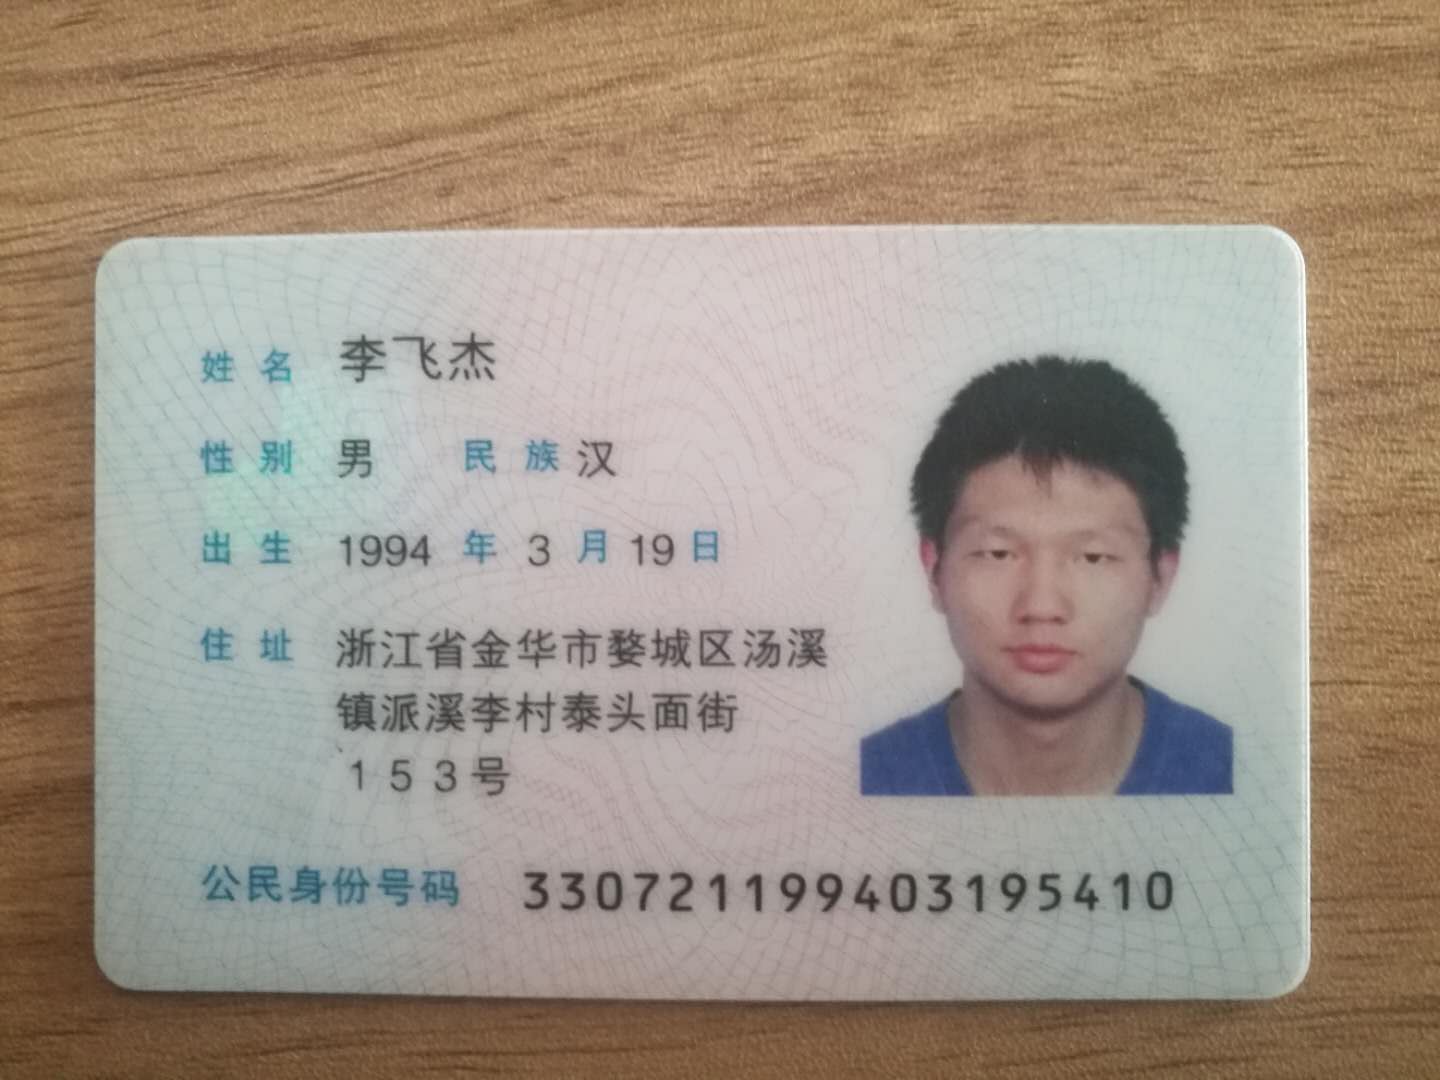 姓名 李飞杰
性别 男 民族 汉
出生 1994 年 3 月 19 日
住址 浙江省金华市婺城区汤溪
镇派溪李村泰头面街
153号
公民身份号码 330721199403195410